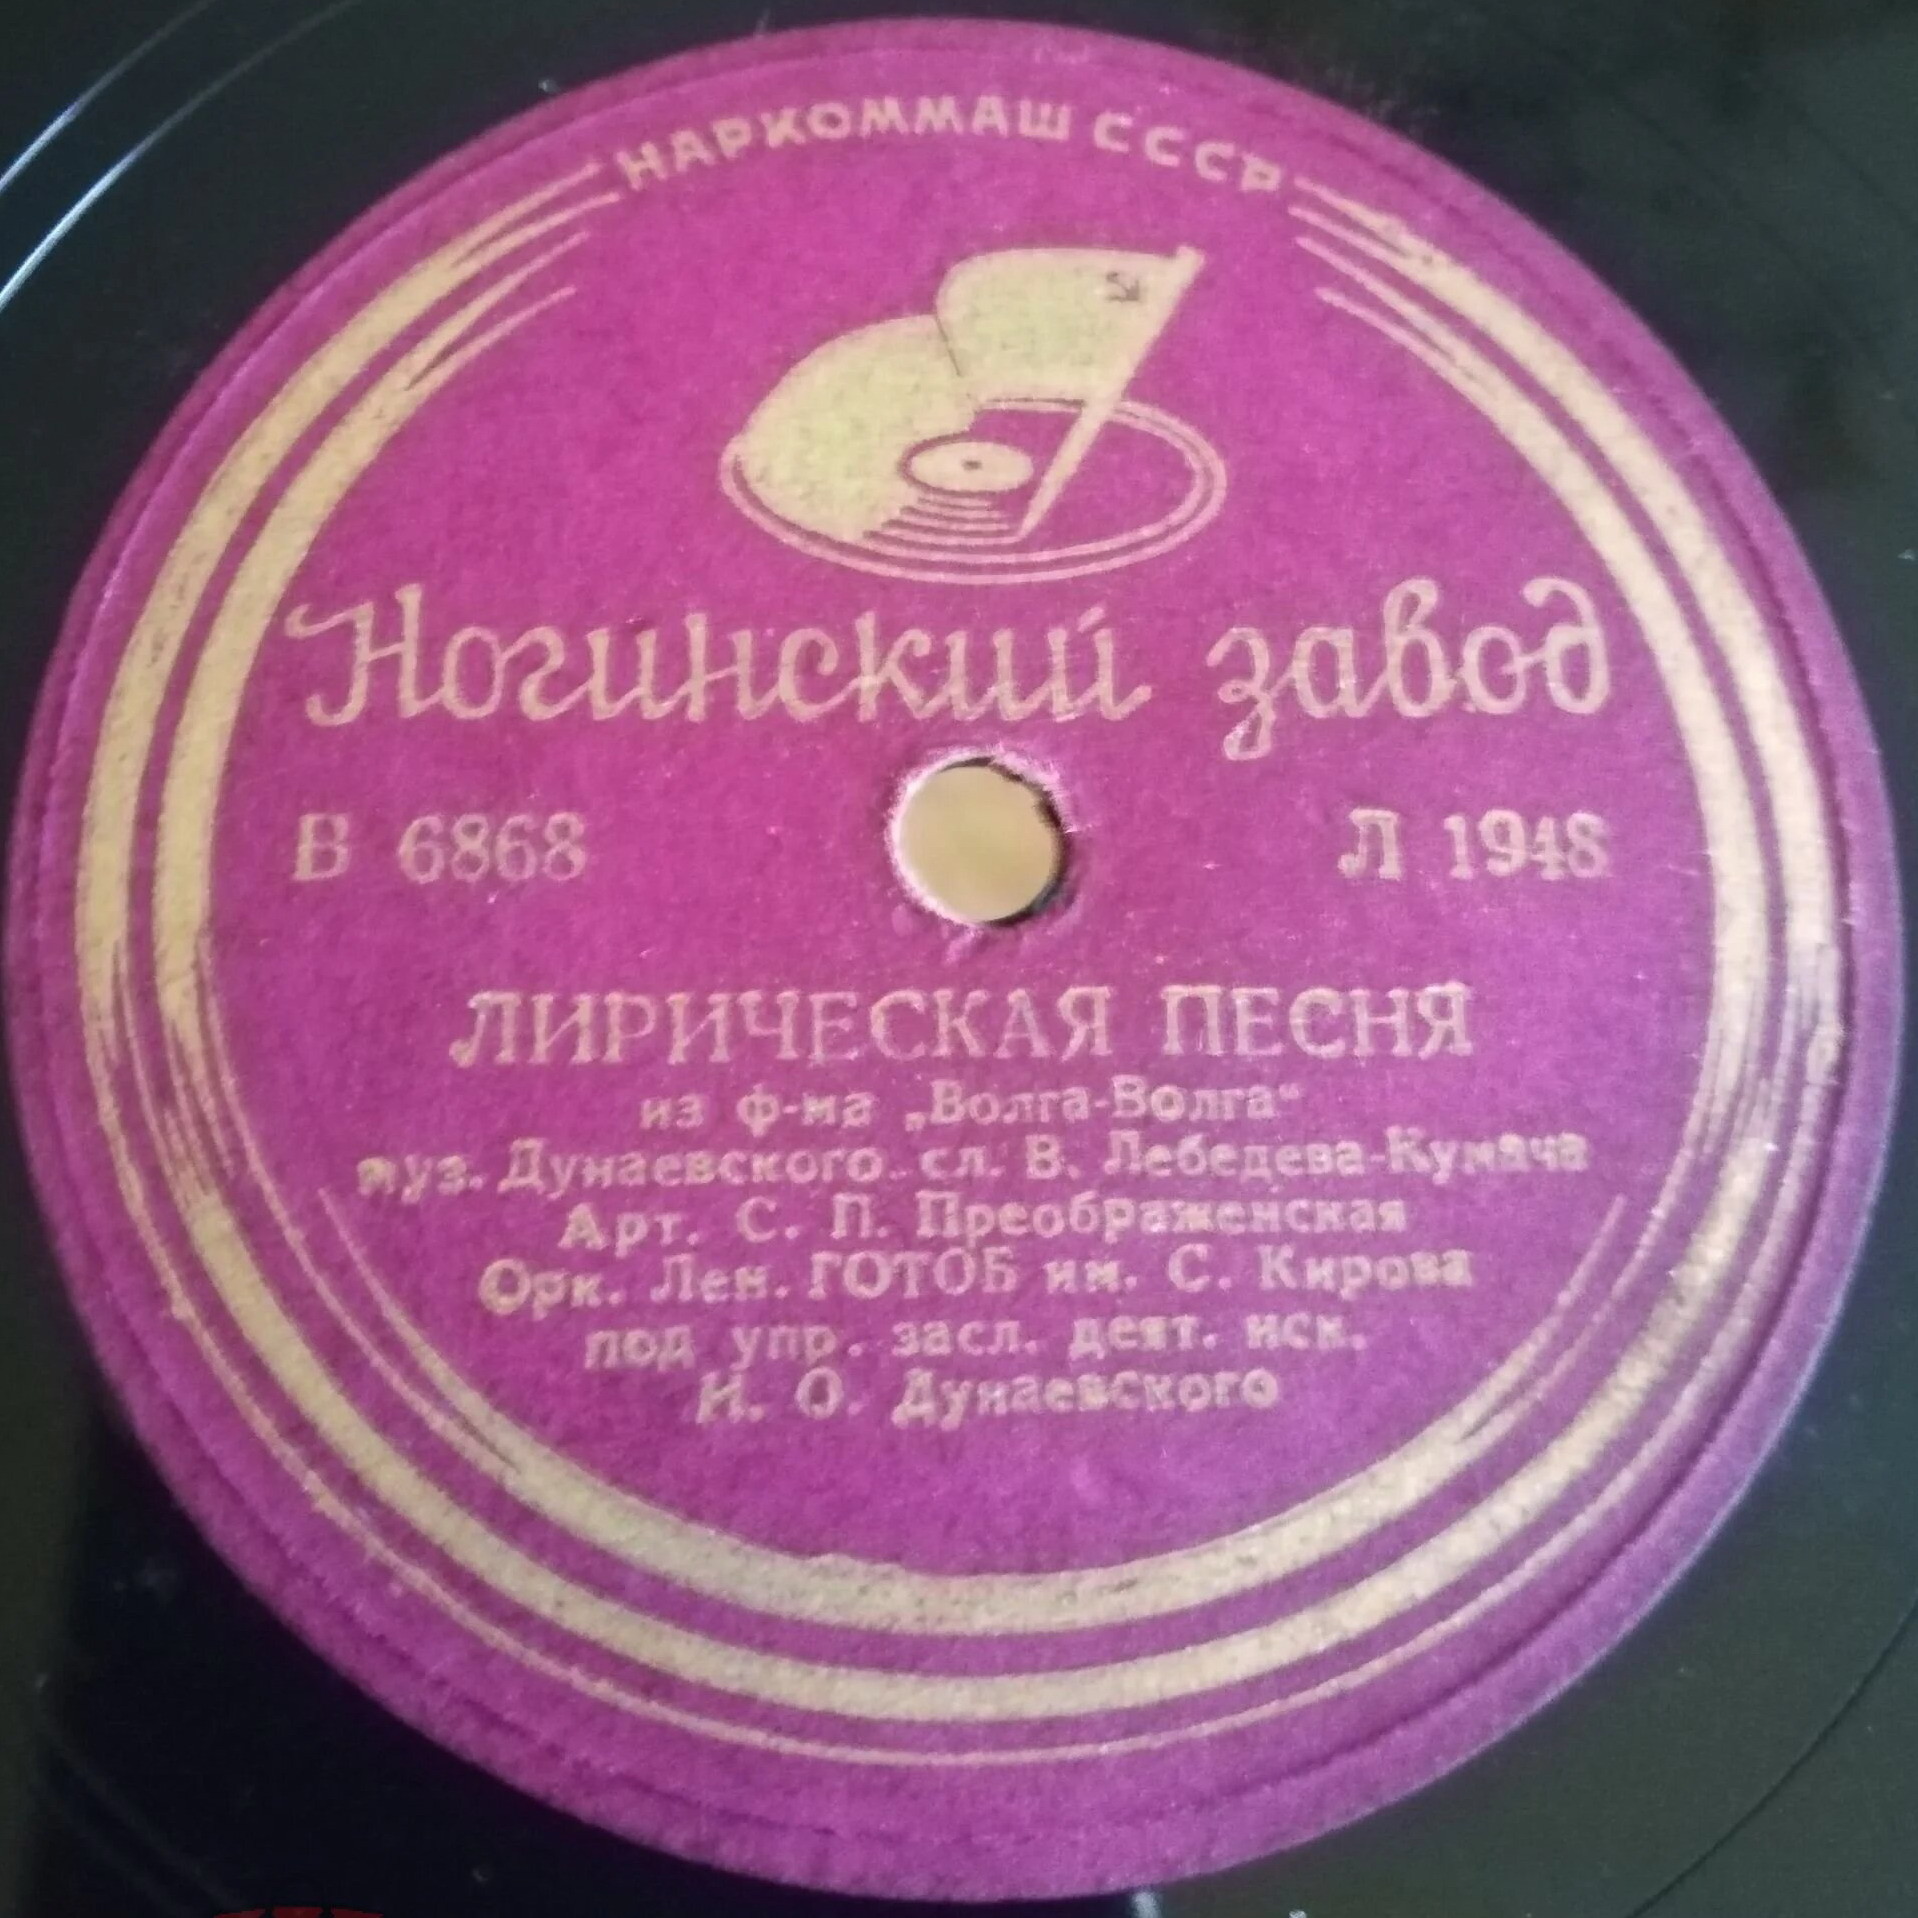 НАРКОММАШ СССР
Ногинский завод
В 6868 Л 1948
ЛИРИЧЕСКАЯ ПЕСНЯ
из ф-ма „Волга-Волга“
муз. Дунаевского. сл. В. Лебедева-Кумача
Арт. С. П. Преображенская
Орк. Лен. ГОТОБ им. С. Кирова
под упр. засл. деят. иск.
И. О. Дунаевского